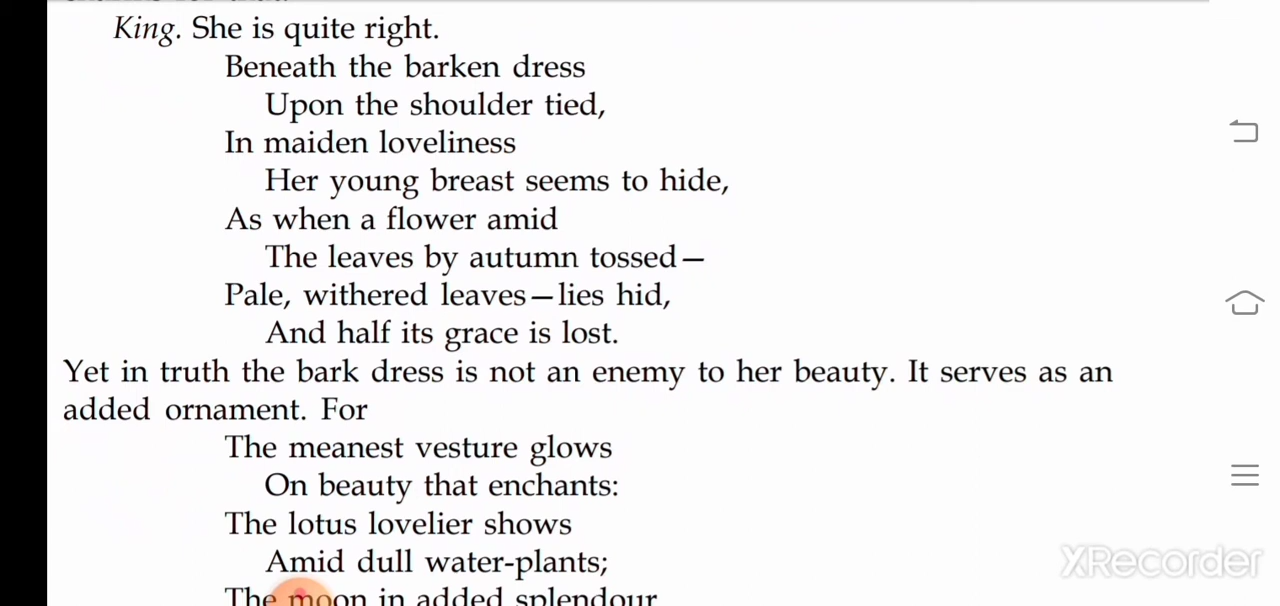 King. She is quite right.
Beneath the barken dress
Upon the shoulder tied,
In maiden loveliness
Her young breast seems to hide,
As when a flower amid
The leaves by autumn tossed—
Pale, withered leaves—lies hid,
And half its grace is lost.
Yet in truth the bark dress is not an enemy to her beauty. It serves as an
added ornament. For
The meanest vesture glows
On beauty that enchants:
The lotus lovelier shows
Amid dull water-plants;
The moon in added splendour
XRecorder